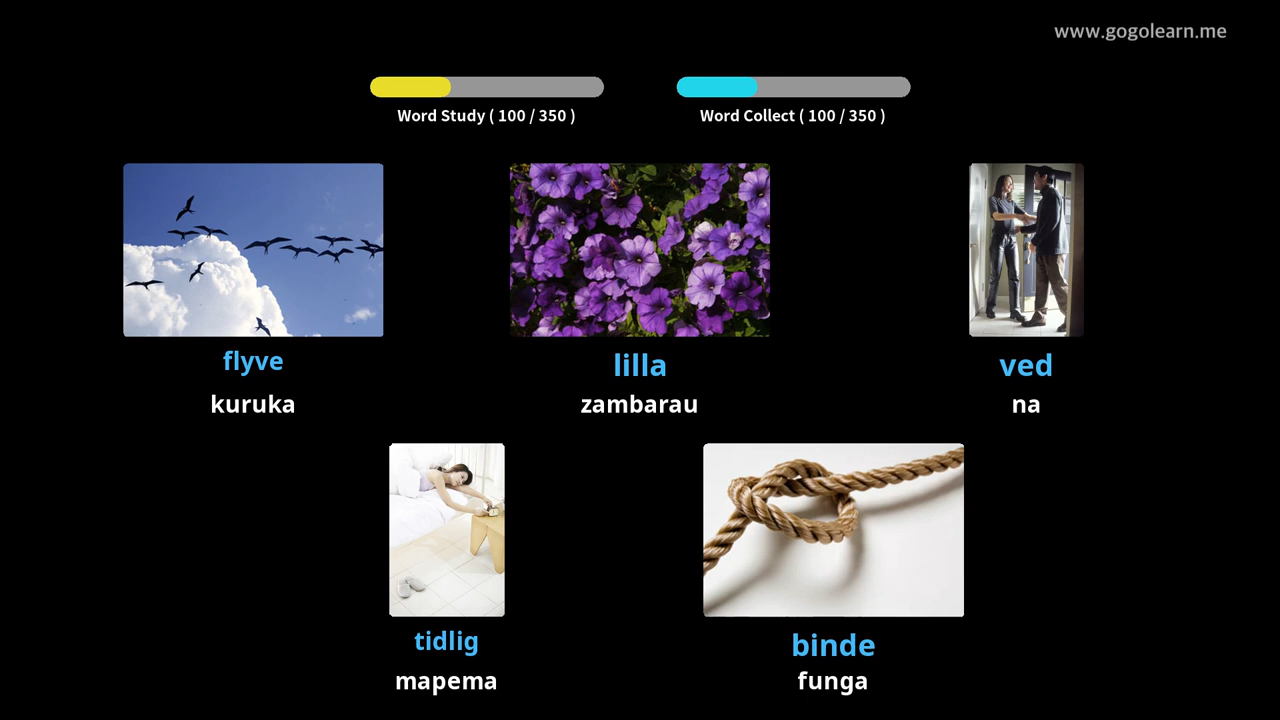 www.gogolearn.me
Word Study ( 100 / 350 )
Word Collect ( 100 / 350 )
flyve
kuruka
lilla
zambarau
ved
na
tidlig
mapema
binde
funga